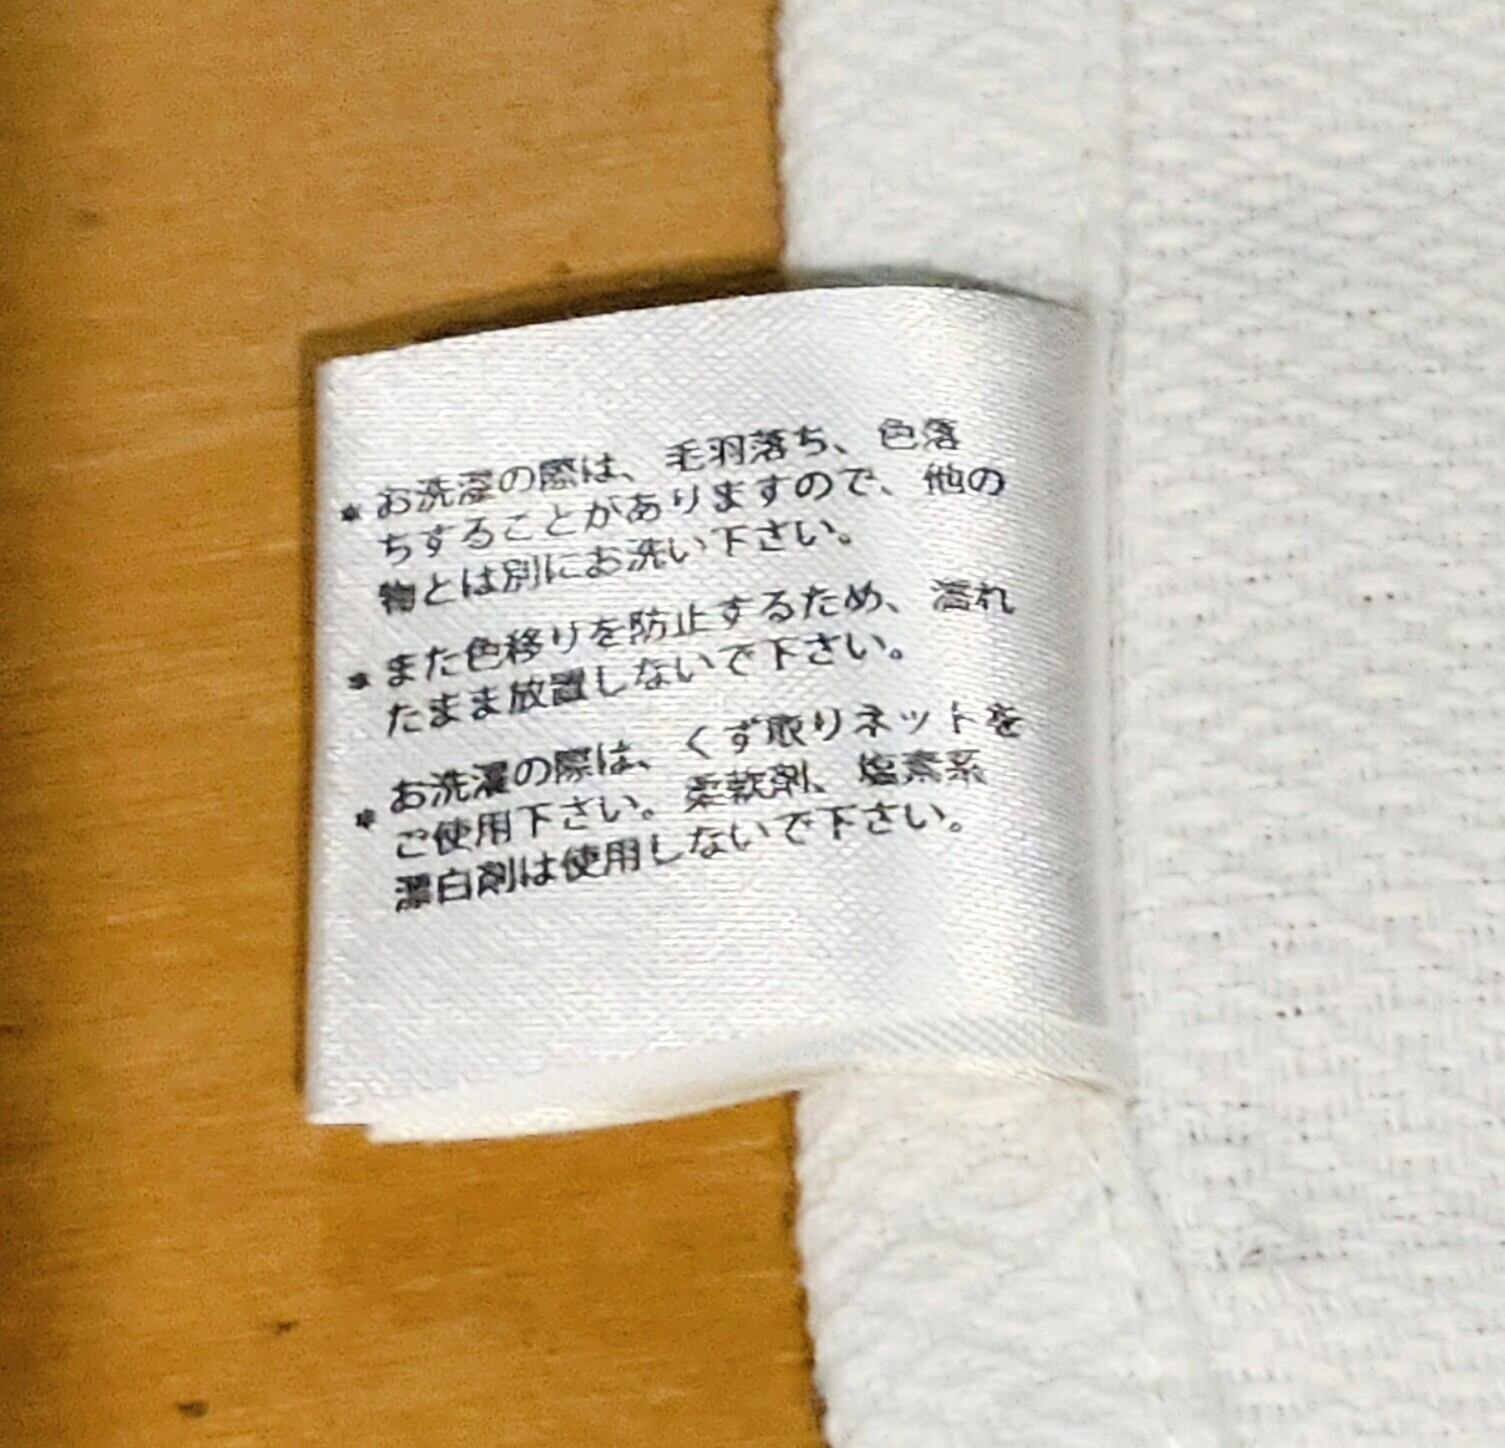 * お洗濯の際は、毛羽落ち、色落
ちすることがありますので、他の
物とは別にお洗い下さい。
* また色移りを防止するため、濡れ
たまま放置しないで下さい。
* お洗濯の際は、くず取りネットを
ご使用下さい。柔軟剤、塩素系
漂白剤は使用しないで下さい。